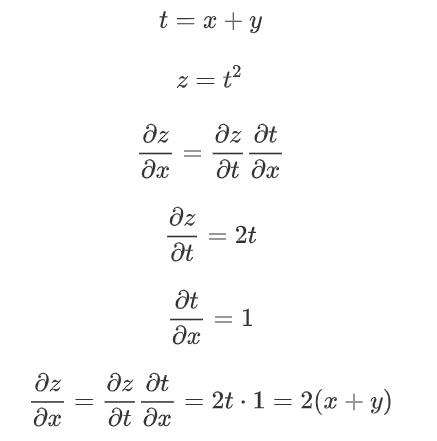 t = x + y
z = t²
∂z/∂x = ∂z/∂t ∂t/∂x
∂z/∂t = 2t
∂t/∂x = 1
∂z/∂x = ∂z/∂t ∂t/∂x = 2t · 1 = 2(x + y)